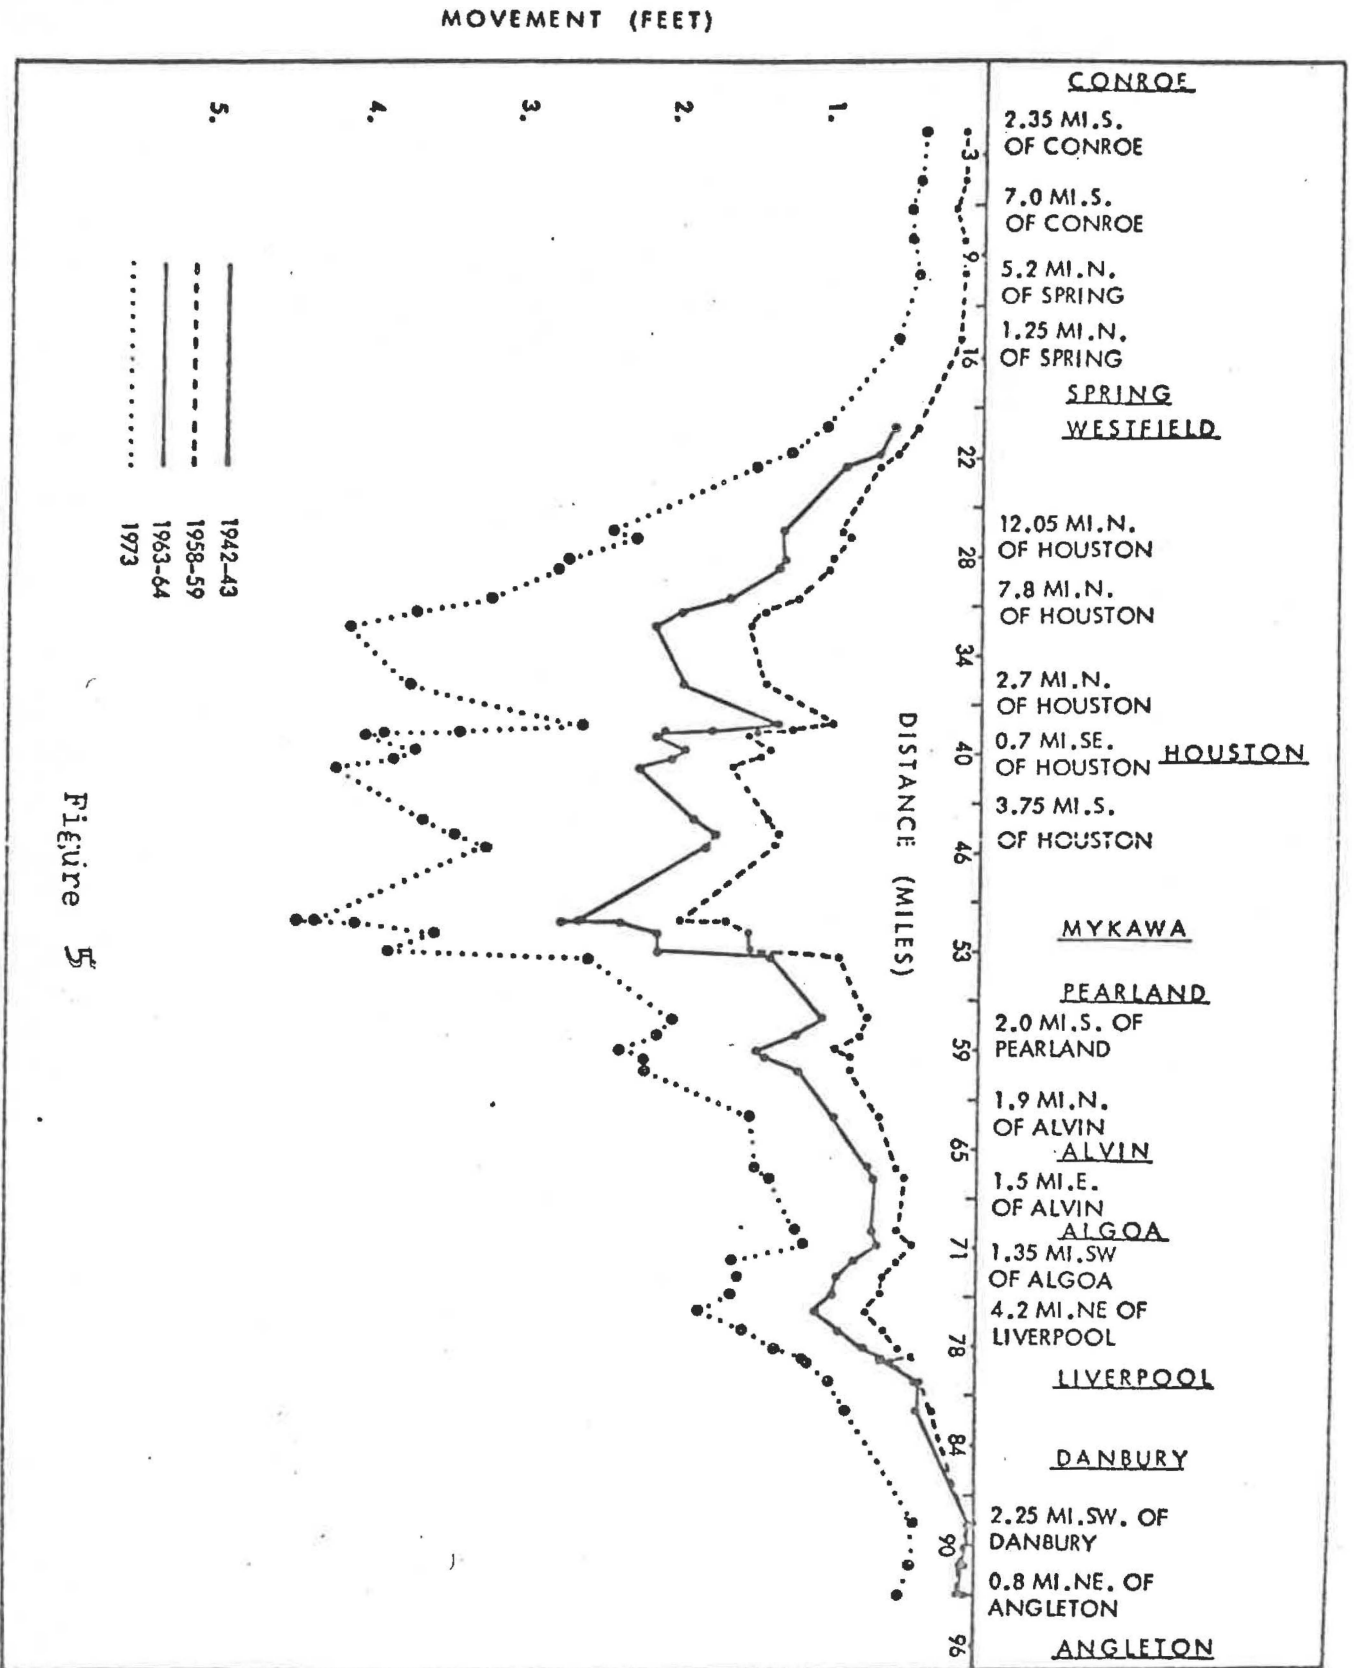 MOVEMENT (FEET)
5.
4.
3.
2.
1.
CONROE
2.35 MI.S.
OF CONROE
7.0 MI.S.
OF CONROE
5.2 MI.N.
OF SPRING
1.25 MI.N.
OF SPRING
SPRING
WESTFIELD
12.05 MI.N.
OF HOUSTON
7.8 MI.N.
OF HOUSTON
2.7 MI.N.
OF HOUSTON
0.7 MI.SE.
OF HOUSTON
HOUSTON
3.75 MI.S.
OF HOUSTON
MYKAWA
PEARLAND
2.0 MI.S. OF
PEARLAND
1.9 MI.N.
OF ALVIN
ALVIN
1.5 MI.E.
OF ALVIN
ALGOA
1.35 MI.SW
OF ALGOA
4.2 MI.NE OF
LIVERPOOL
LIVERPOOL
DANBURY
2.25 MI.SW. OF
DANBURY
0.8 MI.NE. OF
ANGLETON
ANGLETON
3
9
16
22
28
34
40
46
53
59
65
71
78
84
90
96
DISTANCE (MILES)
1942-43
1958-59
1963-64
1973
Figure 5